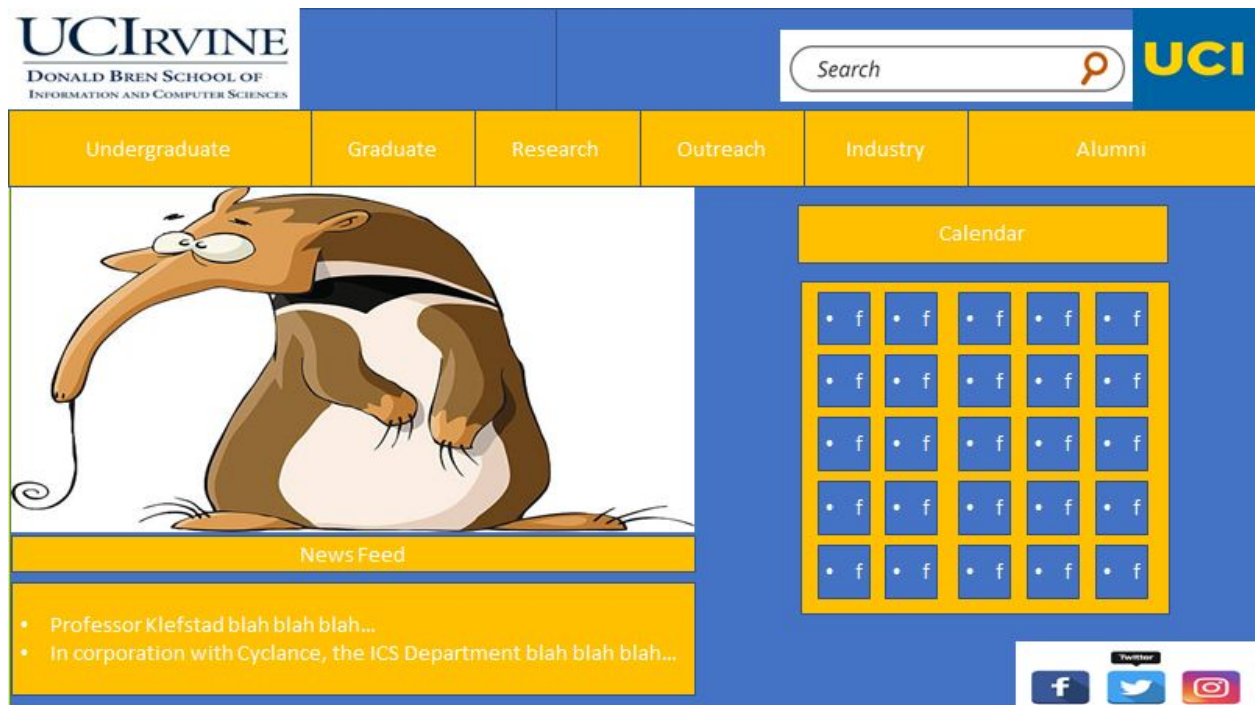 UCIRVINE
DONALD BREN SCHOOL OF
INFORMATION AND COMPUTER SCIENCES
Search
UCI
Undergraduate Graduate Research Outreach Industry Alumni
Calendar
• f • f • f • f • f
• f • f • f • f • f
• f • f • f • f • f
• f • f • f • f • f
• f • f • f • f • f
News Feed
• Professor Klefstad blah blah blah...
• In corporation with Cyclance, the ICS Department blah blah blah...
Twitter
f